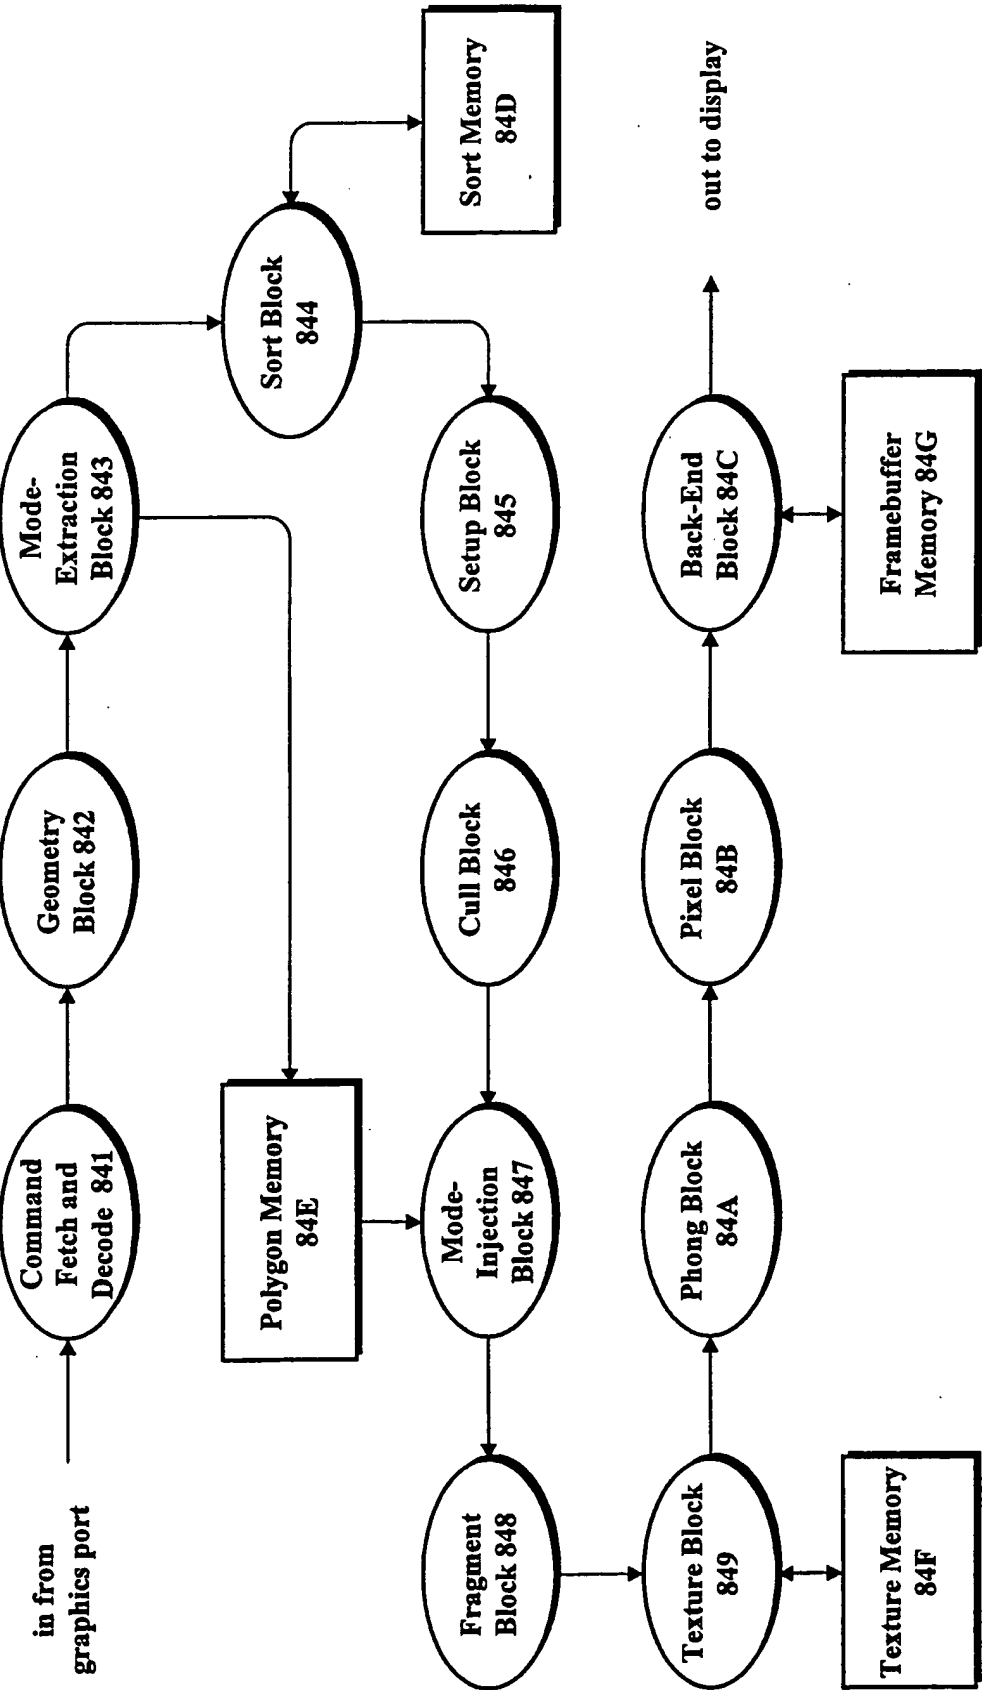 in from
graphics port
Command
Fetch and
Decode 841
Geometry
Block 842
Mode-
Extraction
Block 843
Polygon Memory
84E
Sort Block
844
Sort Memory
84D
Fragment
Block 848
Mode-
Injection
Block 847
Cull Block
846
Setup Block
845
Texture Block
849
Phong Block
84A
Pixel Block
84B
Back-End
Block 84C
out to display
Texture Memory
84F
Framebuffer
Memory 84G